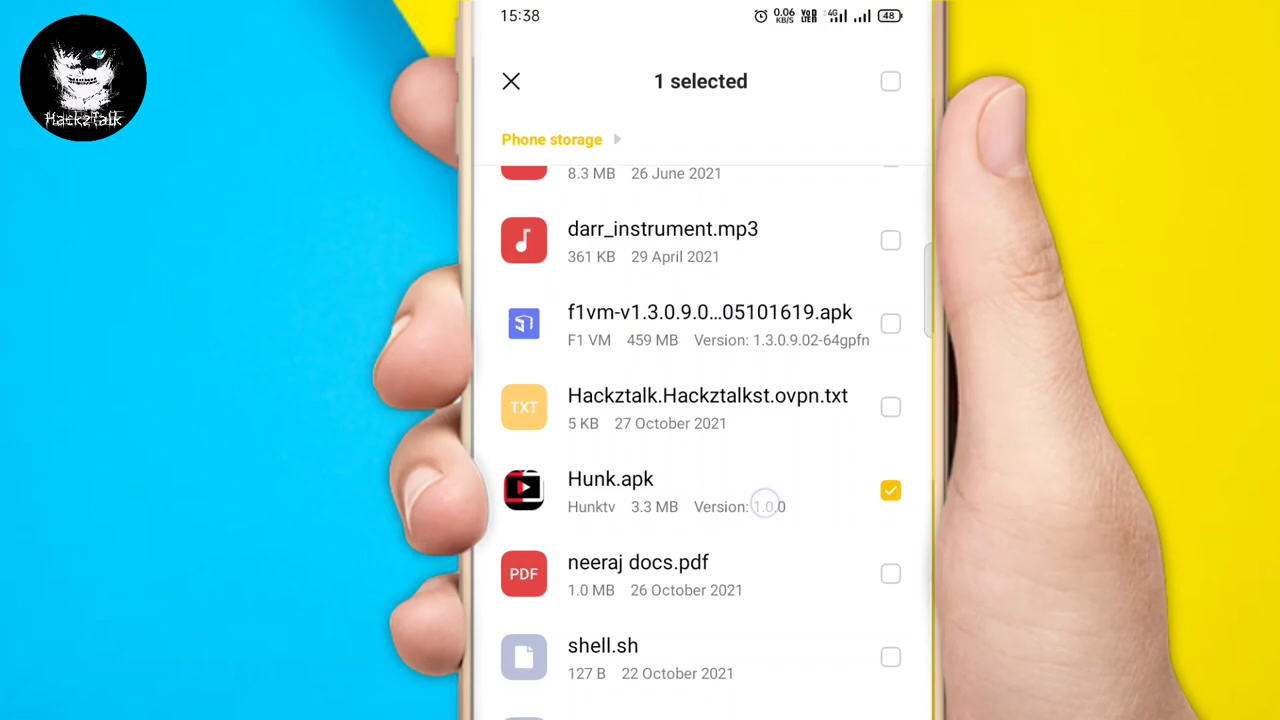 15:38 0.06 KB/S VoD LTE 4G 48
HackzTalk
1 selected
Phone storage
8.3 MB 26 June 2021
darr_instrument.mp3
361 KB 29 April 2021
f1vm-v1.3.0.9.0...05101619.apk
F1 VM 459 MB Version: 1.3.0.9.02-64gpfn
TXT Hackztalk.Hackztalkst.ovpn.txt
5 KB 27 October 2021
Hunk.apk
Hunktv 3.3 MB Version: 1.0.0
PDF neeraj docs.pdf
1.0 MB 26 October 2021
shell.sh
127 B 22 October 2021